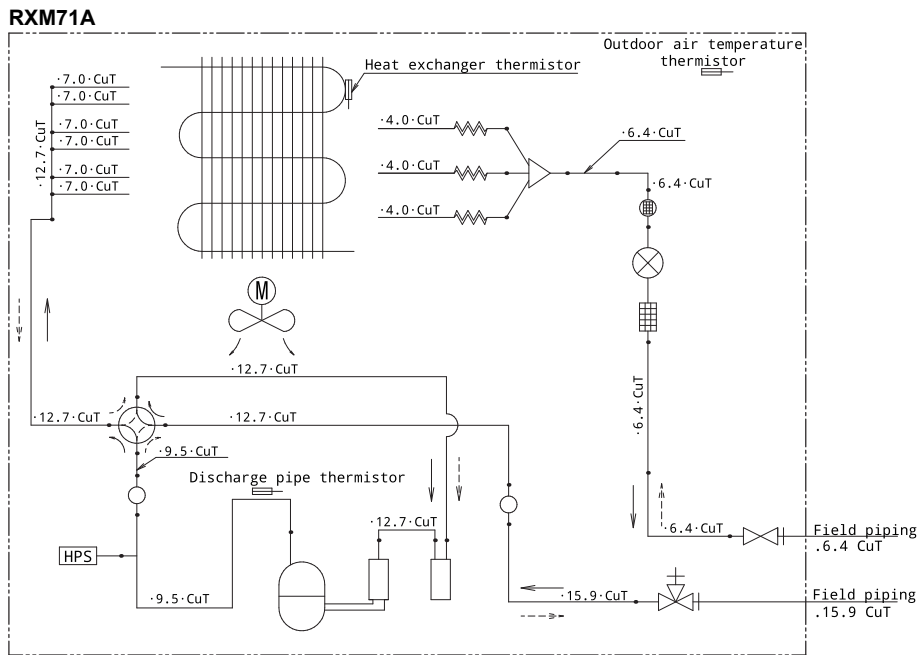 RXM71A
Outdoor air temperature
thermistor
Heat exchanger thermistor
·7.0·CuT
·7.0·CuT
·7.0·CuT
·7.0·CuT
·7.0·CuT
·7.0·CuT
·12.7·CuT
·4.0·CuT
·4.0·CuT
·4.0·CuT
·6.4·CuT
·6.4·CuT
M
·12.7·CuT
·6.4·CuT
·12.7·CuT
·12.7·CuT
·9.5·CuT
Discharge pipe thermistor
·12.7·CuT
·6.4·CuT
Field piping
.6.4 CuT
HPS
·9.5·CuT
·15.9·CuT
Field piping
.15.9 CuT